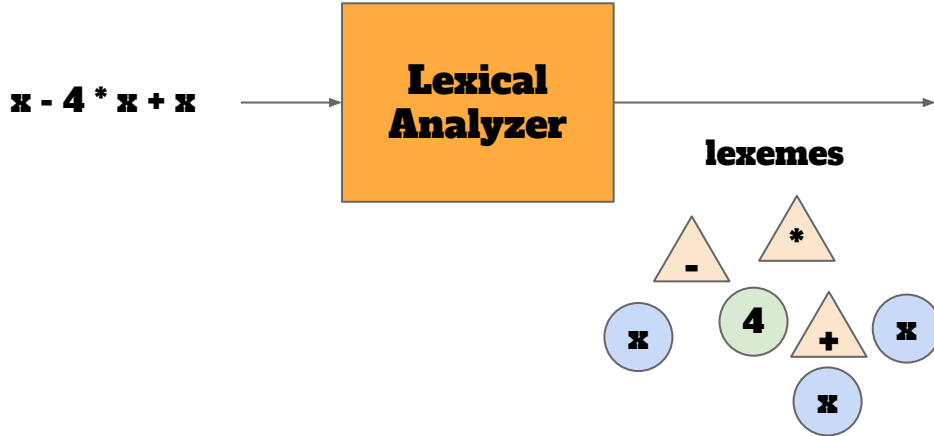 x - 4 * x + x
Lexical
Analyzer
lexemes
*
-
4
x
+
x
x